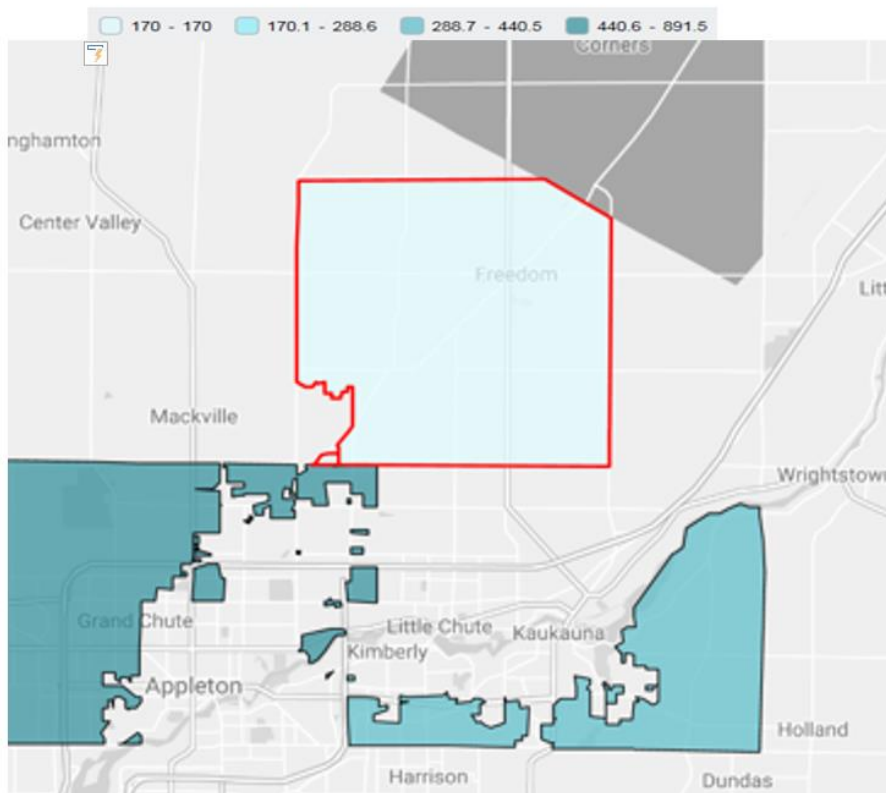 170 - 170 170.1 - 288.6 288.7 - 440.5 440.6 - 891.5
Corners
nghamton
Center Valley
Freedom
Litt
Mackville
Wrightstown
Grand Chute
Little Chute
Kaukauna
Kimberly
Appleton
Holland
Harrison
Dundas